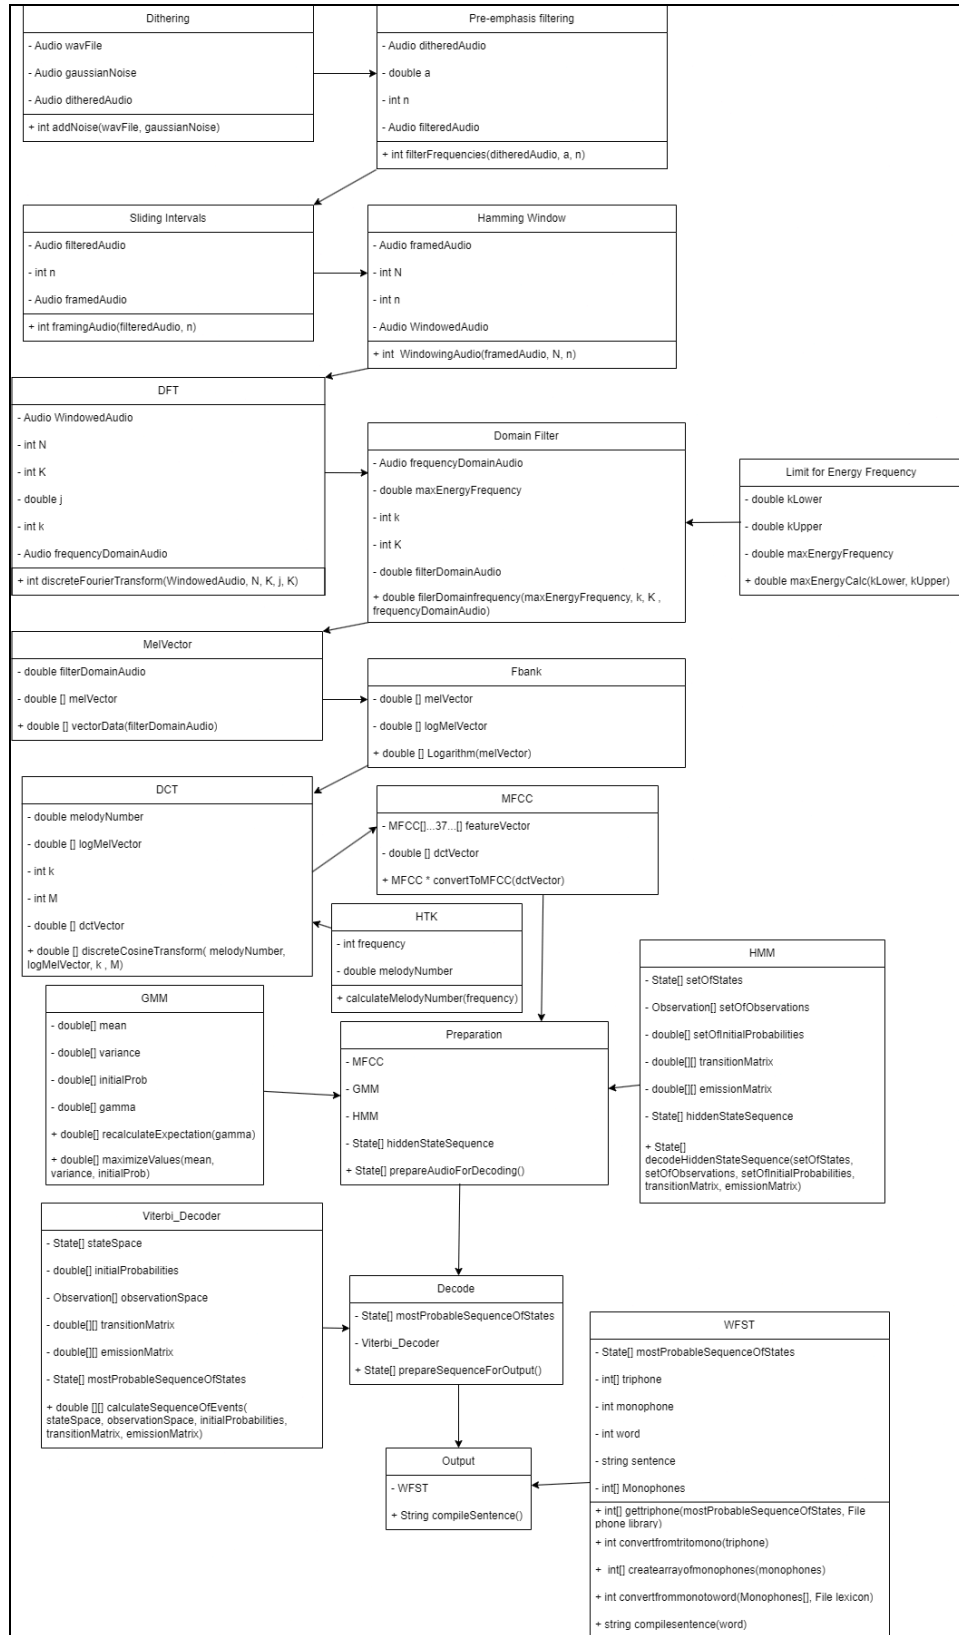 Dithering
- Audio wavFile
- Audio gaussianNoise
- Audio ditheredAudio
+ int addNoise(wavFile, gaussianNoise)
Pre-emphasis filtering
- Audio ditheredAudio
- double a
- int n
- Audio filteredAudio
+ int filterFrequencies(ditheredAudio, a, n)
Sliding Intervals
- Audio filteredAudio
- int n
- Audio framedAudio
+ int framingAudio(filteredAudio, n)
Hamming Window
- Audio framedAudio
- int N
- int n
- Audio WindowedAudio
+ int WindowingAudio(framedAudio, N, n)
DFT
- Audio WindowedAudio
- int N
- int K
- double j
- int k
- Audio frequencyDomainAudio
+ int discreteFourierTransform(WindowedAudio, N, K, j, K)
Domain Filter
- Audio frequencyDomainAudio
- double maxEnergyFrequency
- int k
- int K
- double filterDomainAudio
+ double filerDomainfrequency(maxEnergyFrequency, k, K ,
frequencyDomainAudio)
Limit for Energy Frequency
- double kLower
- double kUpper
- double maxEnergyFrequency
+ double maxEnergyCalc(kLower, kUpper)
MelVector
- double filterDomainAudio
- double [] melVector
+ double [] vectorData(filterDomainAudio)
Fbank
- double [] melVector
- double [] logMelVector
+ double [] Logarithm(melVector)
DCT
- double melodyNumber
- double [] logMelVector
- int k
- int M
- double [] dctVector
+ double [] discreteCosineTransform( melodyNumber,
logMelVector, k , M)
MFCC
- MFCC[]...37...[] featureVector
- double [] dctVector
+ MFCC * convertToMFCC(dctVector)
HTK
- int frequency
- double melodyNumber
+ calculateMelodyNumber(frequency)
HMM
- State[] setOfStates
- Observation[] setOfObservations
- double[] setOfInitialProbabilities
- double[][] transitionMatrix
- double[][] emissionMatrix
- State[] hiddenStateSequence
+ State[]
decodeHiddenStateSequence(setOfStates,
setOfObservations, setOfInitialProbabilities,
transitionMatrix, emissionMatrix)
GMM
- double[] mean
- double[] variance
- double[] initialProb
- double[] gamma
+ double[] recalculateExpectation(gamma)
+ double[] maximizeValues(mean,
variance, initialProb)
Preparation
- MFCC
- GMM
- HMM
- State[] hiddenStateSequence
+ State[] prepareAudioForDecoding()
Viterbi_Decoder
- State[] stateSpace
- double[] initialProbabilities
- Observation[] observationSpace
- double[][] transitionMatrix
- double[][] emissionMatrix
- State[] mostProbableSequenceOfStates
+ double [][] calculateSequenceOfEvents(
stateSpace, observationSpace, initialProbabilities,
transitionMatrix, emissionMatrix)
Decode
- State[] mostProbableSequenceOfStates
- Viterbi_Decoder
+ State[] prepareSequenceForOutput()
WFST
- State[] mostProbableSequenceOfStates
- int[] triphone
- int monophone
- int word
- string sentence
- int[] Monophones
+ int[] gettriphone(mostProbableSequenceOfStates, File
phone library)
+ int convertfromtritomono(triphone)
+ int[] createarrayofmonophones(monophones)
+ int convertfrommonotoword(Monophones[], File lexicon)
+ string compilesentence(word)
Output
- WFST
+ String compileSentence()